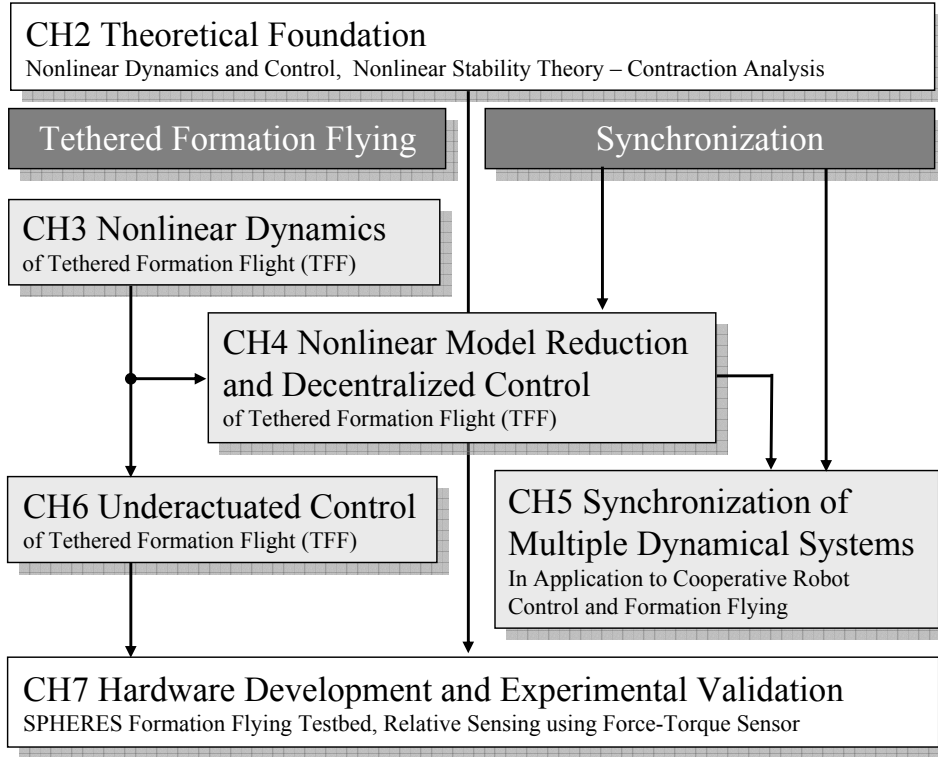 CH2 Theoretical Foundation
Nonlinear Dynamics and Control, Nonlinear Stability Theory – Contraction Analysis
Tethered Formation Flying
Synchronization
CH3 Nonlinear Dynamics
of Tethered Formation Flight (TFF)
CH4 Nonlinear Model Reduction
and Decentralized Control
of Tethered Formation Flight (TFF)
CH6 Underactuated Control
of Tethered Formation Flight (TFF)
CH5 Synchronization of
Multiple Dynamical Systems
In Application to Cooperative Robot
Control and Formation Flying
CH7 Hardware Development and Experimental Validation
SPHERES Formation Flying Testbed, Relative Sensing using Force-Torque Sensor